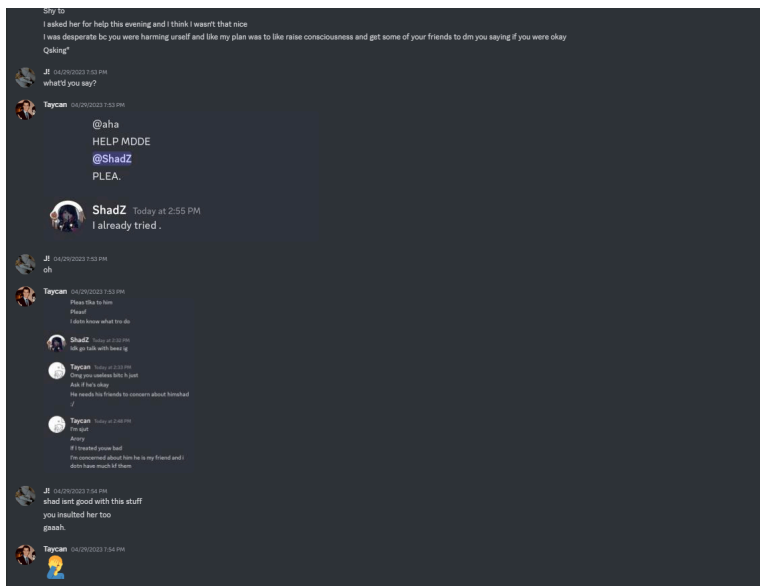 Shy to
I asked her for help this evening and I think I wasn't that nice
I was desperate bc you were harming urself and like my plan was to like raise consciousness and get some of your friends to dm you saying if you were okay
Qsking*
J! 04/29/2023 7:53 PM
what'd you say?
Taycan 04/29/2023 7:53 PM
@aha
HELP MDDE
@ShadZ
PLEA.
ShadZ Today at 2:55 PM
I already tried .
J! 04/29/2023 7:53 PM
oh
Taycan 04/29/2023 7:53 PM
Pleas tlka to him
Pleasf
I dotn know what tro do
ShadZ Today at 2:32 PM
Idk go talk with beez ig
Taycan Today at 2:33 PM
Omg you useless bitc h just
Ask if he's okay
He needs his friends to concern about himshad
:/
Taycan Today at 2:48 PM
I'm sjut
Arory
If I treated youw bad
I'm concerned about him he is my friend and i
dotn have much kf them
J! 04/29/2023 7:54 PM
shad isnt good with this stuff
you insulted her too
gaaah.
Taycan 04/29/2023 7:54 PM